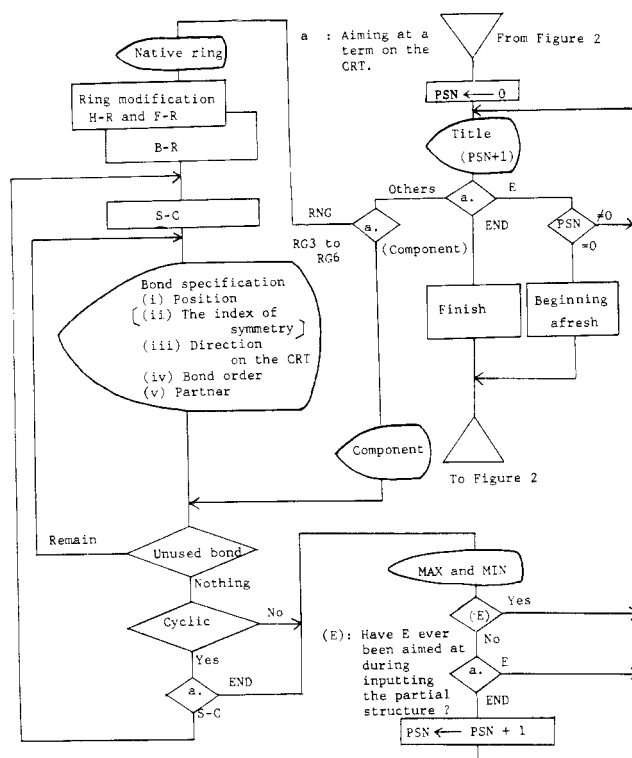 a : Aiming at a
term on the
CRT.
From Figure 2
Native ring
PSN ← 0
Ring modification
H-R and F-R
B-R
Title
(PSN+1)
Others
a.
E
END
PSN
≠0
=0
RNG
a.
RG3 to
RG6
(Component)
S-C
Bond specification
(i) Position
(ii) The index of
symmetry
(iii) Direction
on the CRT
(iv) Bond order
(v) Partner
Finish
Beginning
afresh
Component
To Figure 2
Remain
Unused bond
Nothing
MAX and MIN
Cyclic
No
Yes
(E)
Yes
No
(E): Have E ever
been aimed at
during
inputting
the partial
structure ?
a.
END
S-C
a.
E
END
PSN ← PSN + 1